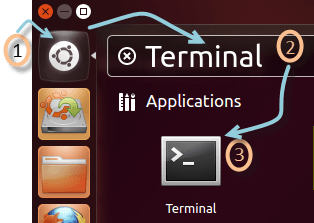 1
Terminal
2
Applications
>_
3
Terminal